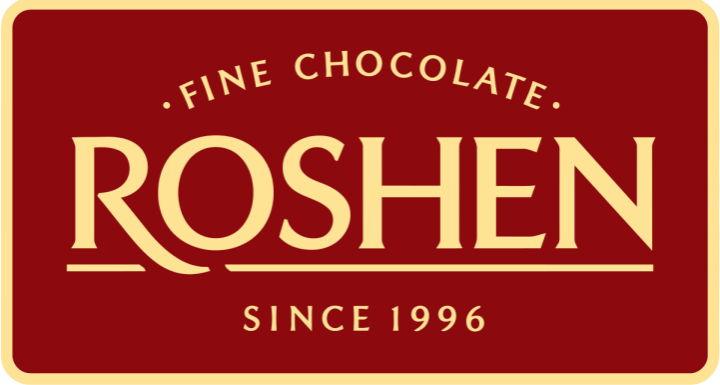 · FINE CHOCOLATE ·
ROSHEN
SINCE 1996